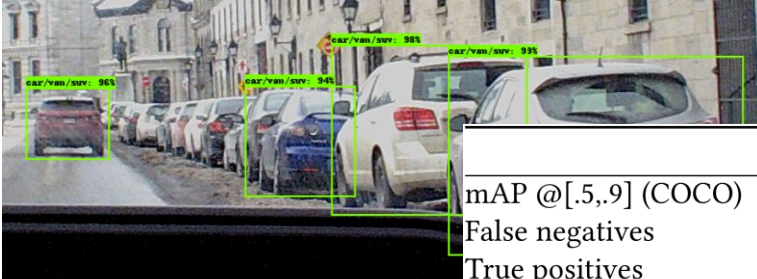 car/van/suv: 98%
car/van/suv: 99%
car/van/suv: 96%
car/van/suv: 94%
mAP @[.5,.9] (COCO)
False negatives
True positives